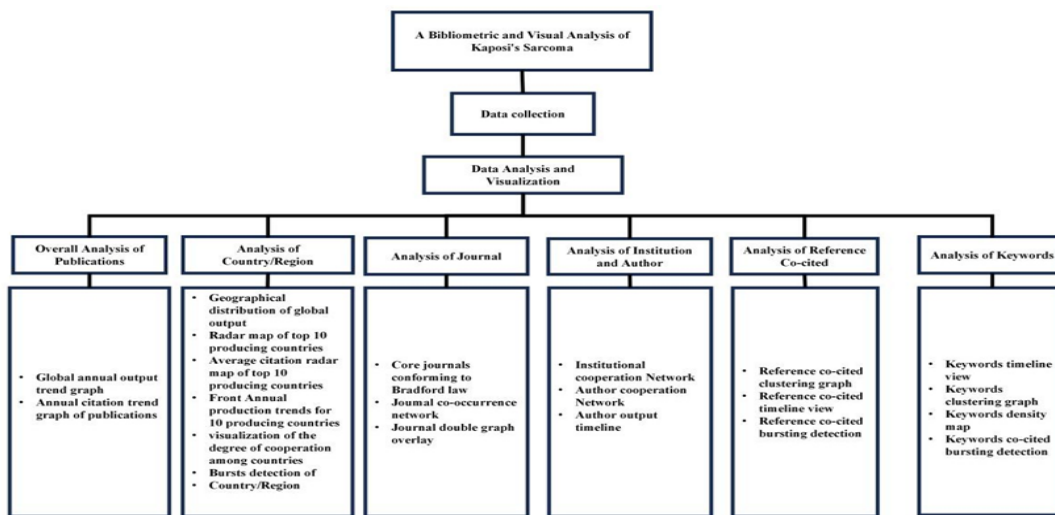 A Bibliometric and Visual Analysis of
Kaposi's Sarcoma
Data collection
Data Analysis and
Visualization
Overall Analysis of
Publications
Analysis of
Country/Region
Analysis of Journal
Analysis of Institution
and Author
Analysis of Reference
Co-cited
Analysis of Keywords
• Global annual output
trend graph
• Annual citation trend
graph of publications
• Geographical
distribution of global
output
• Radar map of top 10
producing countries
• Average citation radar
map of top 10
producing countries
• Front Annual
production trends for
10 producing countries
• visualization of the
degree of cooperation
among countries
• Bursts detection of
• Country/Region
• Core journals
conforming to
Bradford law
• Journal co-occurrence
network
• Journal double graph
overlay
• Institutional
cooperation Network
• Author cooperation
Network
• Author output
timeline
• Reference co-cited
clustering graph
• Reference co-cited
timeline view
• Reference co-cited
bursting detection
• Keywords timeline
view
• Keywords
clustering graph
• Keywords density
map
• Keywords co-cited
bursting detection